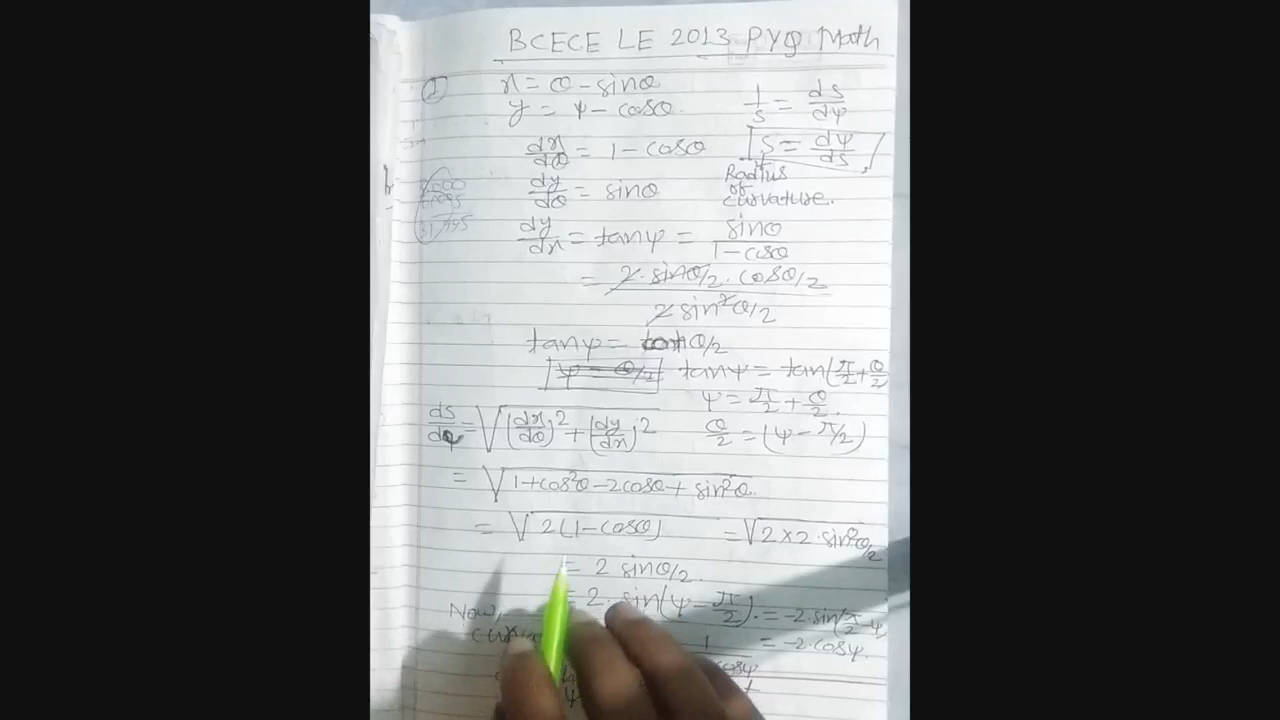 BCECE LE 2013 PYQ Math
① x = θ - sinθ
y = ψ - cosθ
1/s = ds/dψ
dx/dθ = 1 - cosθ
s = dψ/ds
Radius of curvature.
dy/dθ = sinθ
dy/dx = tanψ = sinθ/1-cosθ
= 2·sinθ/2·cosθ/2 / 2 sin²θ/2
tanψ = cotθ/2
ψ = θ/2 tanψ = tan(π/2 + θ/2
ψ = π/2 + θ/2.
ds/dψ = √(dx/dθ)² + (dy/dx)² θ/2 = (ψ - π/2)
= √1+cos²θ-2cosθ+sin²θ.
= √2(1-cosθ) = √2×2·sin²θ/2
= 2 sinθ/2.
= 2·sin(ψ - π/2). = -2·sin(π/2 - ψ)
Now,
= -2·cosψ.
1
cosψ